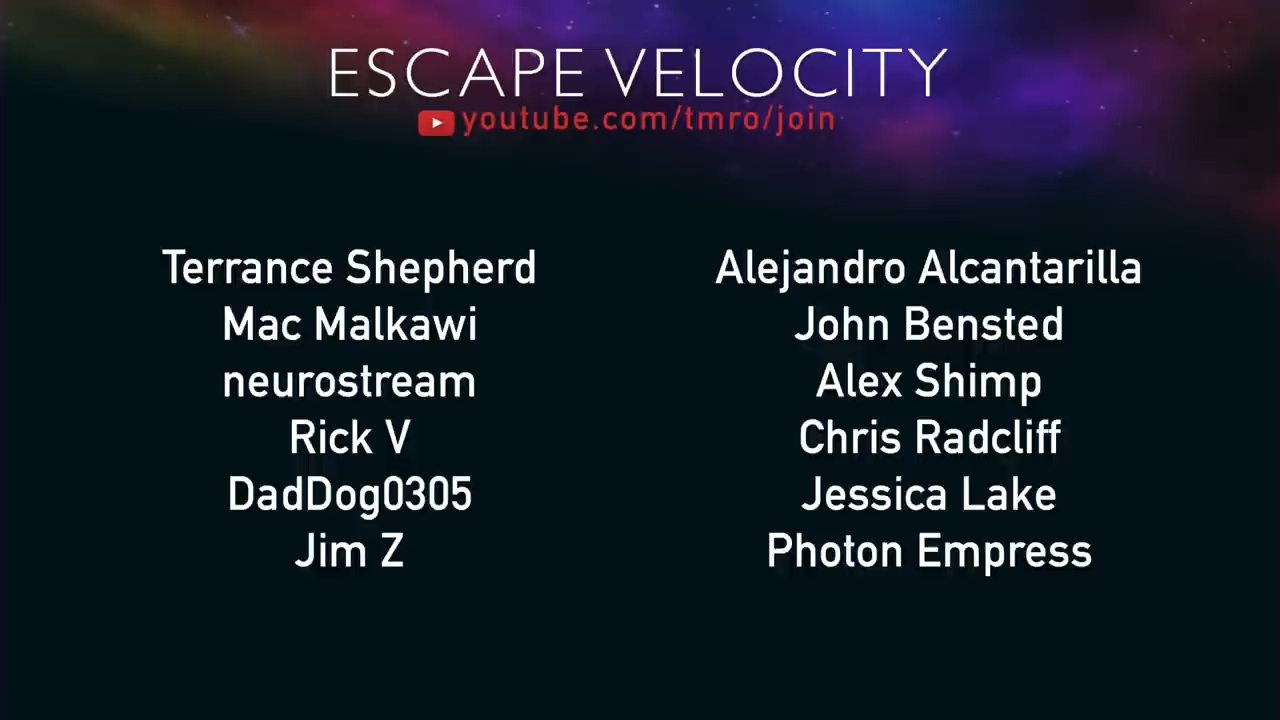 ESCAPE VELOCITY
youtube.com/tmro/join
Terrance Shepherd
Mac Malkawi
neurostream
Rick V
DadDog0305
Jim Z
Alejandro Alcantarilla
John Bensted
Alex Shimp
Chris Radcliff
Jessica Lake
Photon Empress